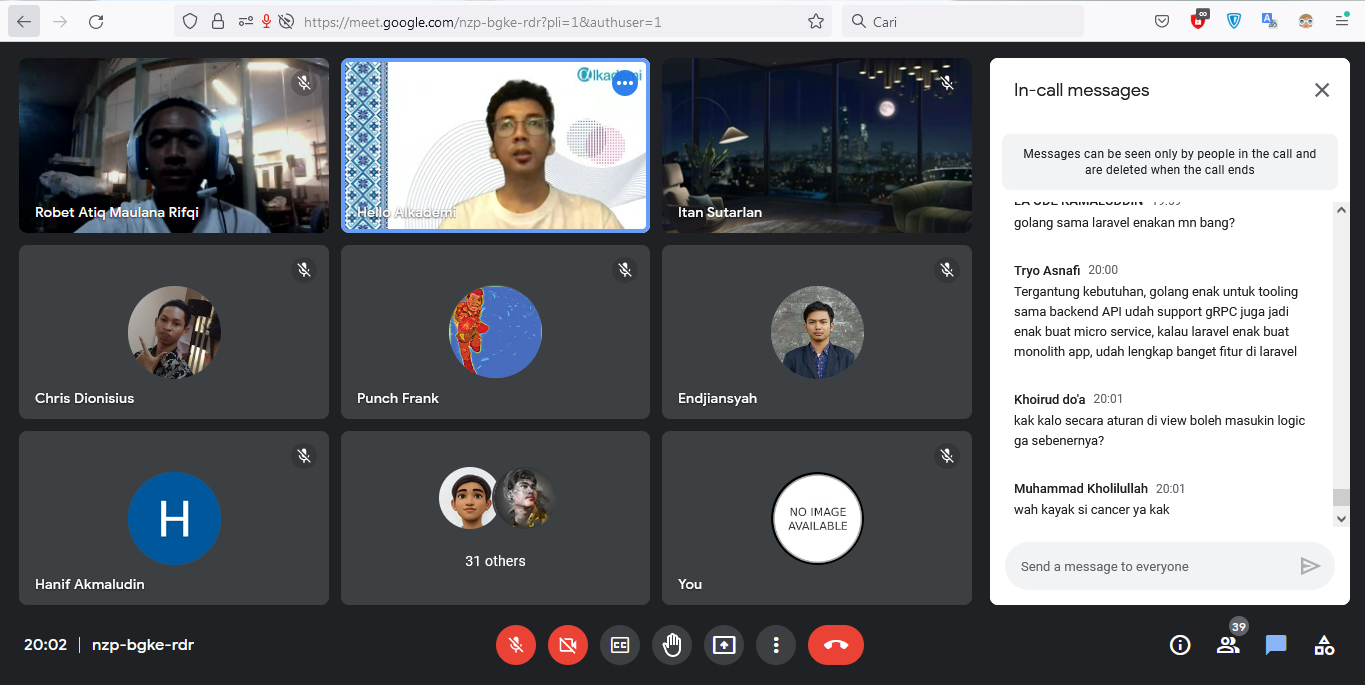 https://meet.google.com/nzp-bgke-rdr?pli=1&authuser=1
Cari
∞
Alkademi
Robet Atiq Maulana Rifqi
Hello Alkademi
Itan Sutarlan
Chris Dionisius
Punch Frank
Endjiansyah
H
Hanif Akmaludin
31 others
NO IMAGE
AVAILABLE
You
In-call messages
Messages can be seen only by people in the call and
are deleted when the call ends
LA ODE KAMALUDDIN 19:59
golang sama laravel enakan mn bang?
Tryo Asnafi 20:00
Tergantung kebutuhan, golang enak untuk tooling
sama backend API udah support gRPC juga jadi
enak buat micro service, kalau laravel enak buat
monolith app, udah lengkap banget fitur di laravel
Khoirud do'a 20:01
kak kalo secara aturan di view boleh masukin logic
ga sebenernya?
Muhammad Kholilullah 20:01
wah kayak si cancer ya kak
Send a message to everyone
20:02 | nzp-bgke-rdr
39